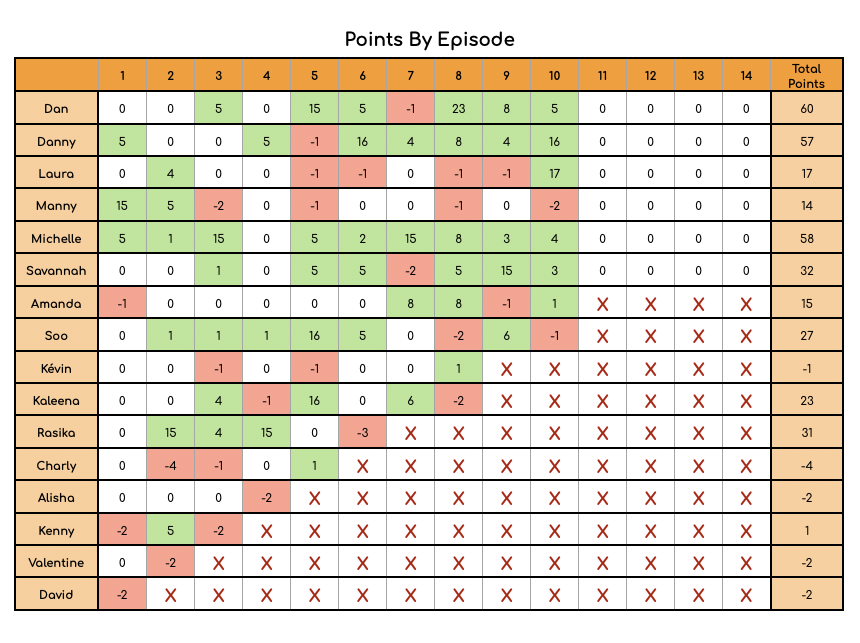 Points By Episode
1 2 3 4 5 6 7 8 9 10 11 12 13 14 Total Points
Dan 0 0 5 0 15 5 -1 23 8 5 0 0 0 0 60
Danny 5 0 0 5 -1 16 4 8 4 16 0 0 0 0 57
Laura 0 4 0 0 -1 -1 0 -1 -1 17 0 0 0 0 17
Manny 15 5 -2 0 -1 0 0 -1 0 -2 0 0 0 0 14
Michelle 5 1 15 0 5 2 15 8 3 4 0 0 0 0 58
Savannah 0 0 1 0 5 5 -2 5 15 3 0 0 0 0 32
Amanda -1 0 0 0 0 0 8 8 -1 1 X X X X 15
Soo 0 1 1 1 16 5 0 -2 6 -1 X X X X 27
Kévin 0 0 -1 0 -1 0 0 1 X X X X X X -1
Kaleena 0 0 4 -1 16 0 6 -2 X X X X X X 23
Rasika 0 15 4 15 0 -3 X X X X X X X X 31
Charly 0 -4 -1 0 1 X X X X X X X X X -4
Alisha 0 0 0 -2 X X X X X X X X X X -2
Kenny -2 5 -2 X X X X X X X X X X X 1
Valentine 0 -2 X X X X X X X X X X X X -2
David -2 X X X X X X X X X X X X X -2